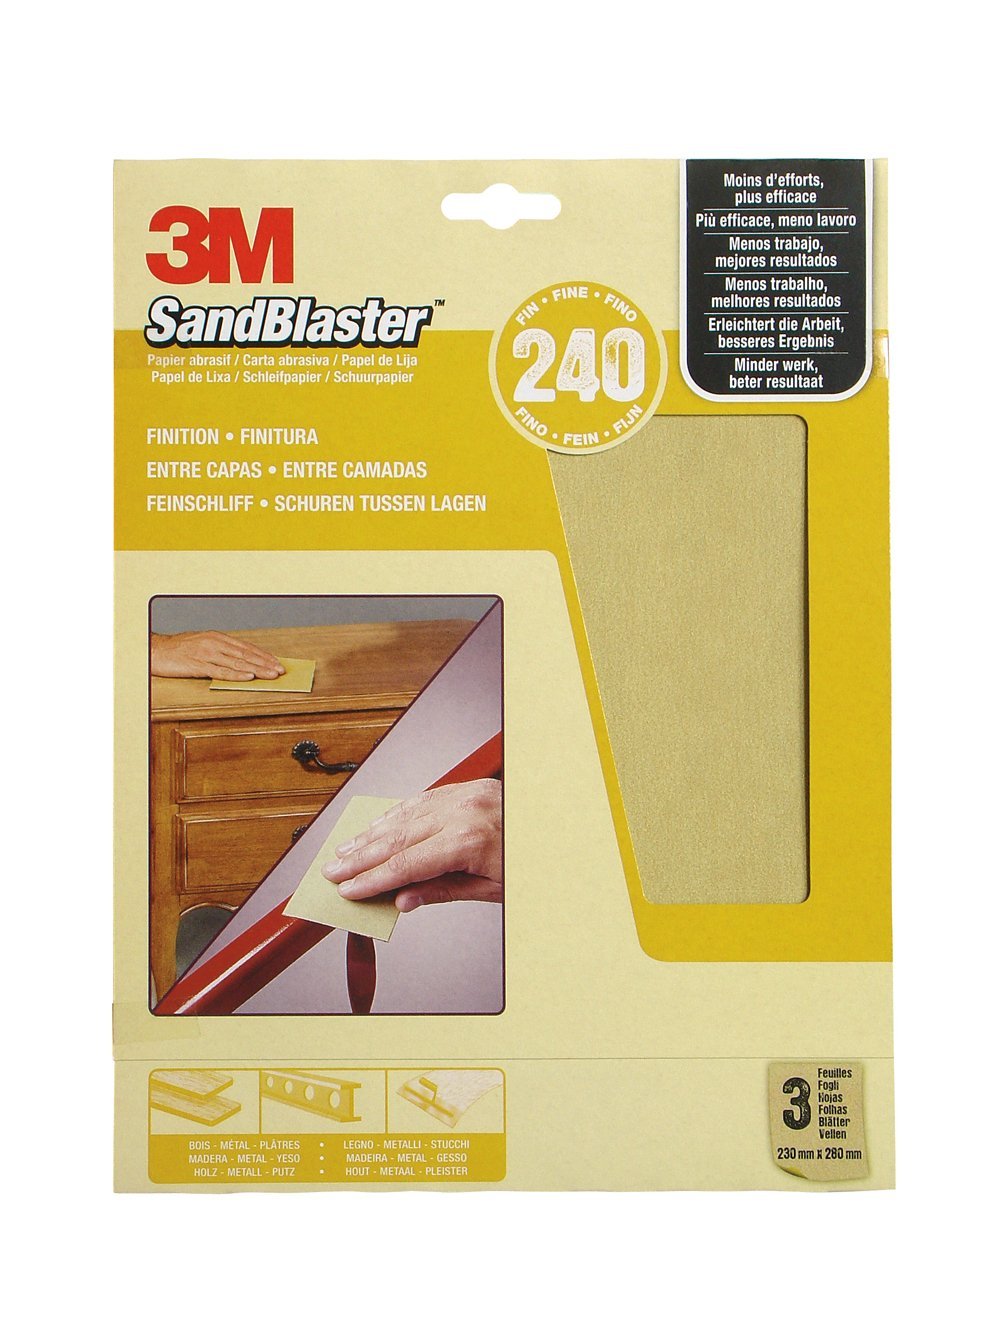 3M
SandBlaster™
Papier abrasif / Carta abrasiva / Papel de Lija
Papel de Lixa / Schleifpapier / Schuurpapier
FIN • FINE • FINO
240
FINO • FEIN • FIJN
Moins d'efforts,
plus efficace
Più efficace, meno lavoro
Menos trabajo,
mejores resultados
Menos trabalho,
melhores resultados
Erleichtert die Arbeit,
besseres Ergebnis
Minder werk,
beter resultaat
FINITION • FINITURA
ENTRE CAPAS • ENTRE CAMADAS
FEINSCHLIFF • SCHUREN TUSSEN LAGEN
BOIS - MÉTAL - PLÂTRES • LEGNO - METALLI - STUCCHI
MADERA - METAL - YESO • MADEIRA - METAL - GESSO
HOLZ - METALL - PUTZ • HOUT - METAAL - PLEISTER
3
Feuilles
Fogli
Hojas
Folhas
Blätter
Vellen
230 mm x 280 mm